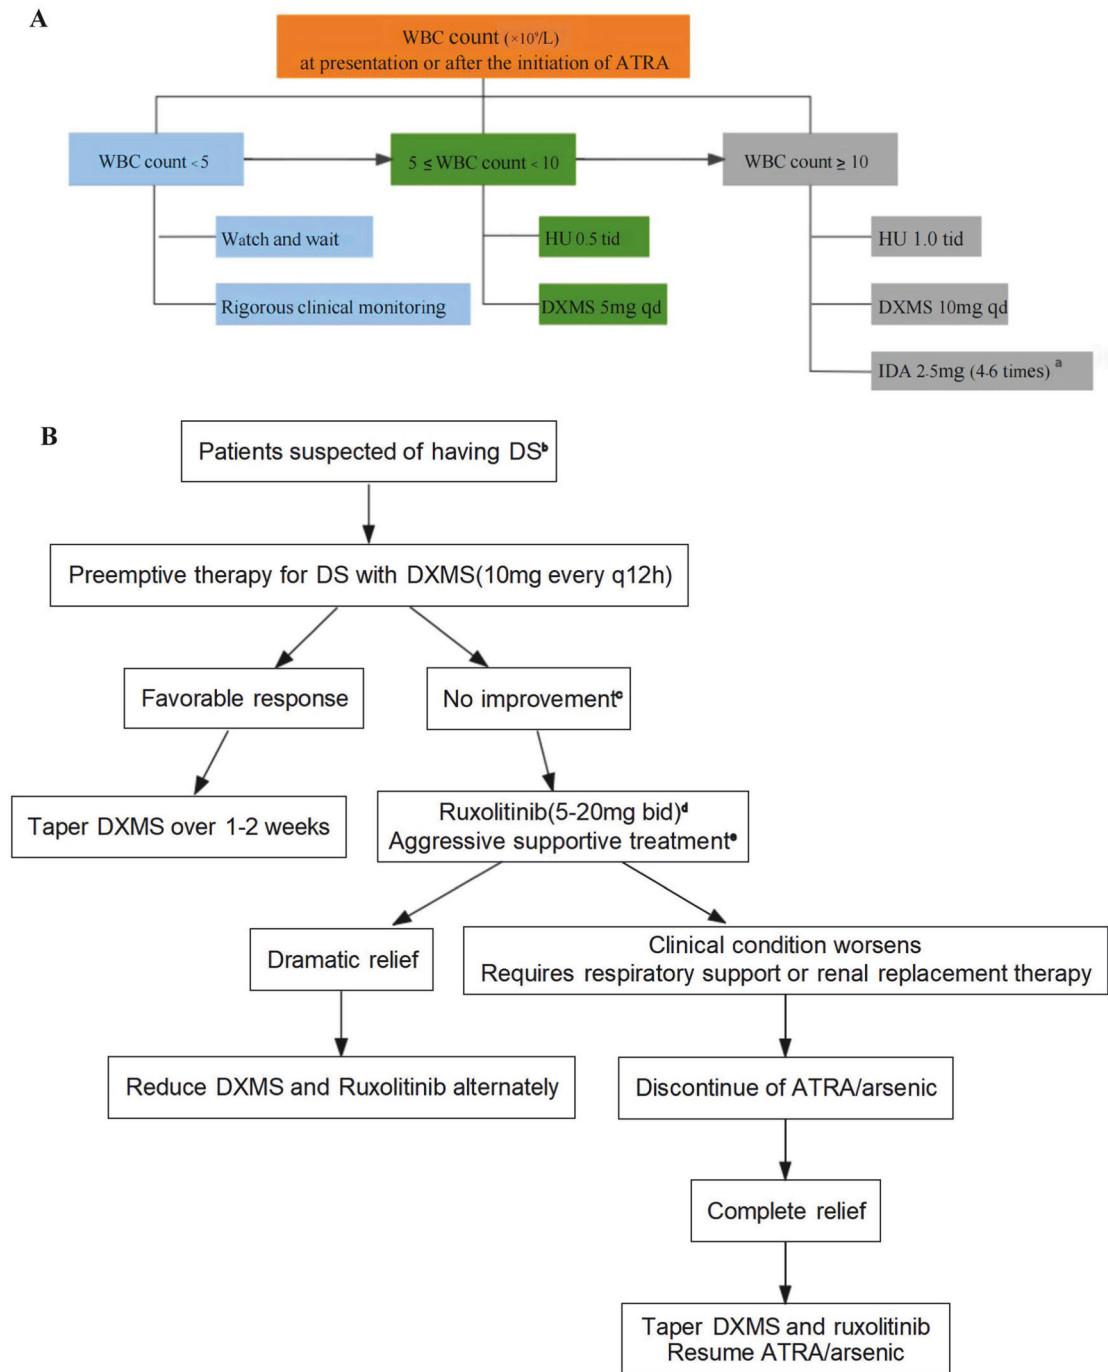 A
WBC count (×10⁹/L)
at presentation or after the initiation of ATRA
WBC count < 5
5 ≤ WBC count < 10
WBC count ≥ 10
Watch and wait
HU 0.5 tid
HU 1.0 tid
Rigorous clinical monitoring
DXMS 5mg qd
DXMS 10mg qd
IDA 2-5mg (4-6 times) ᵃ
B
Patients suspected of having DSᵇ
Preemptive therapy for DS with DXMS(10mg every q12h)
Favorable response
No improvementᶜ
Taper DXMS over 1-2 weeks
Ruxolitinib(5-20mg bid)ᵈ
Aggressive supportive treatmentᵉ
Dramatic relief
Clinical condition worsens
Requires respiratory support or renal replacement therapy
Reduce DXMS and Ruxolitinib alternately
Discontinue of ATRA/arsenic
Complete relief
Taper DXMS and ruxolitinib
Resume ATRA/arsenic